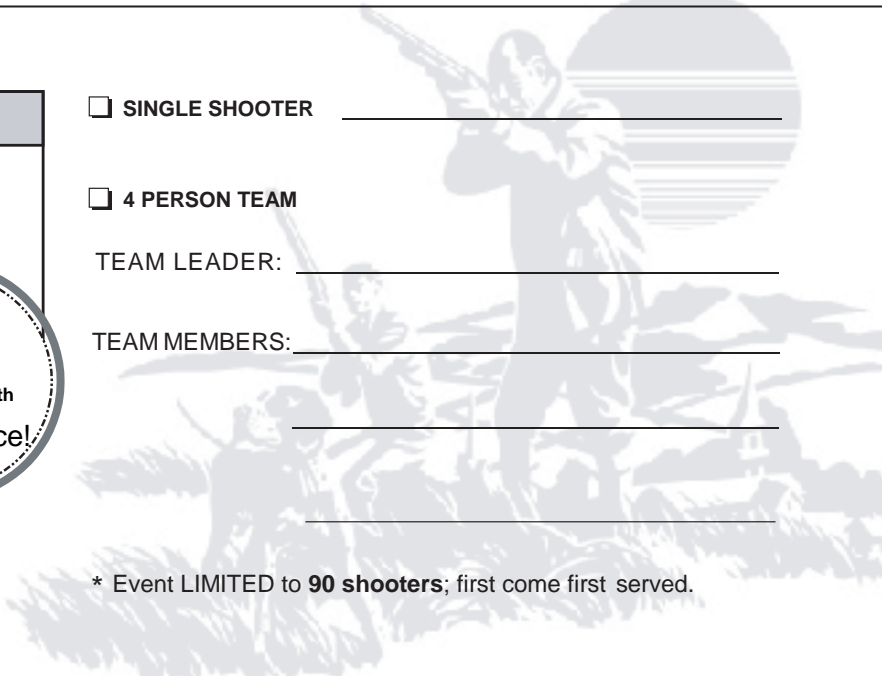 SINGLE SHOOTER
4 PERSON TEAM
TEAM LEADER:
TEAM MEMBERS:
* Event LIMITED to 90 shooters; first come first served.